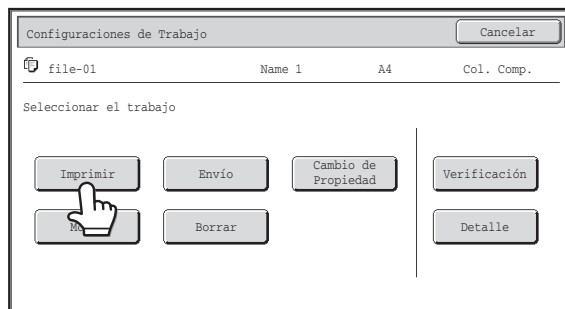 Configuraciones de Trabajo Cancelar
file-01 Name 1 A4 Col. Comp.
Seleccionar el trabajo
Imprimir Envío Cambio de Propiedad Verificación
Borrar Detalle